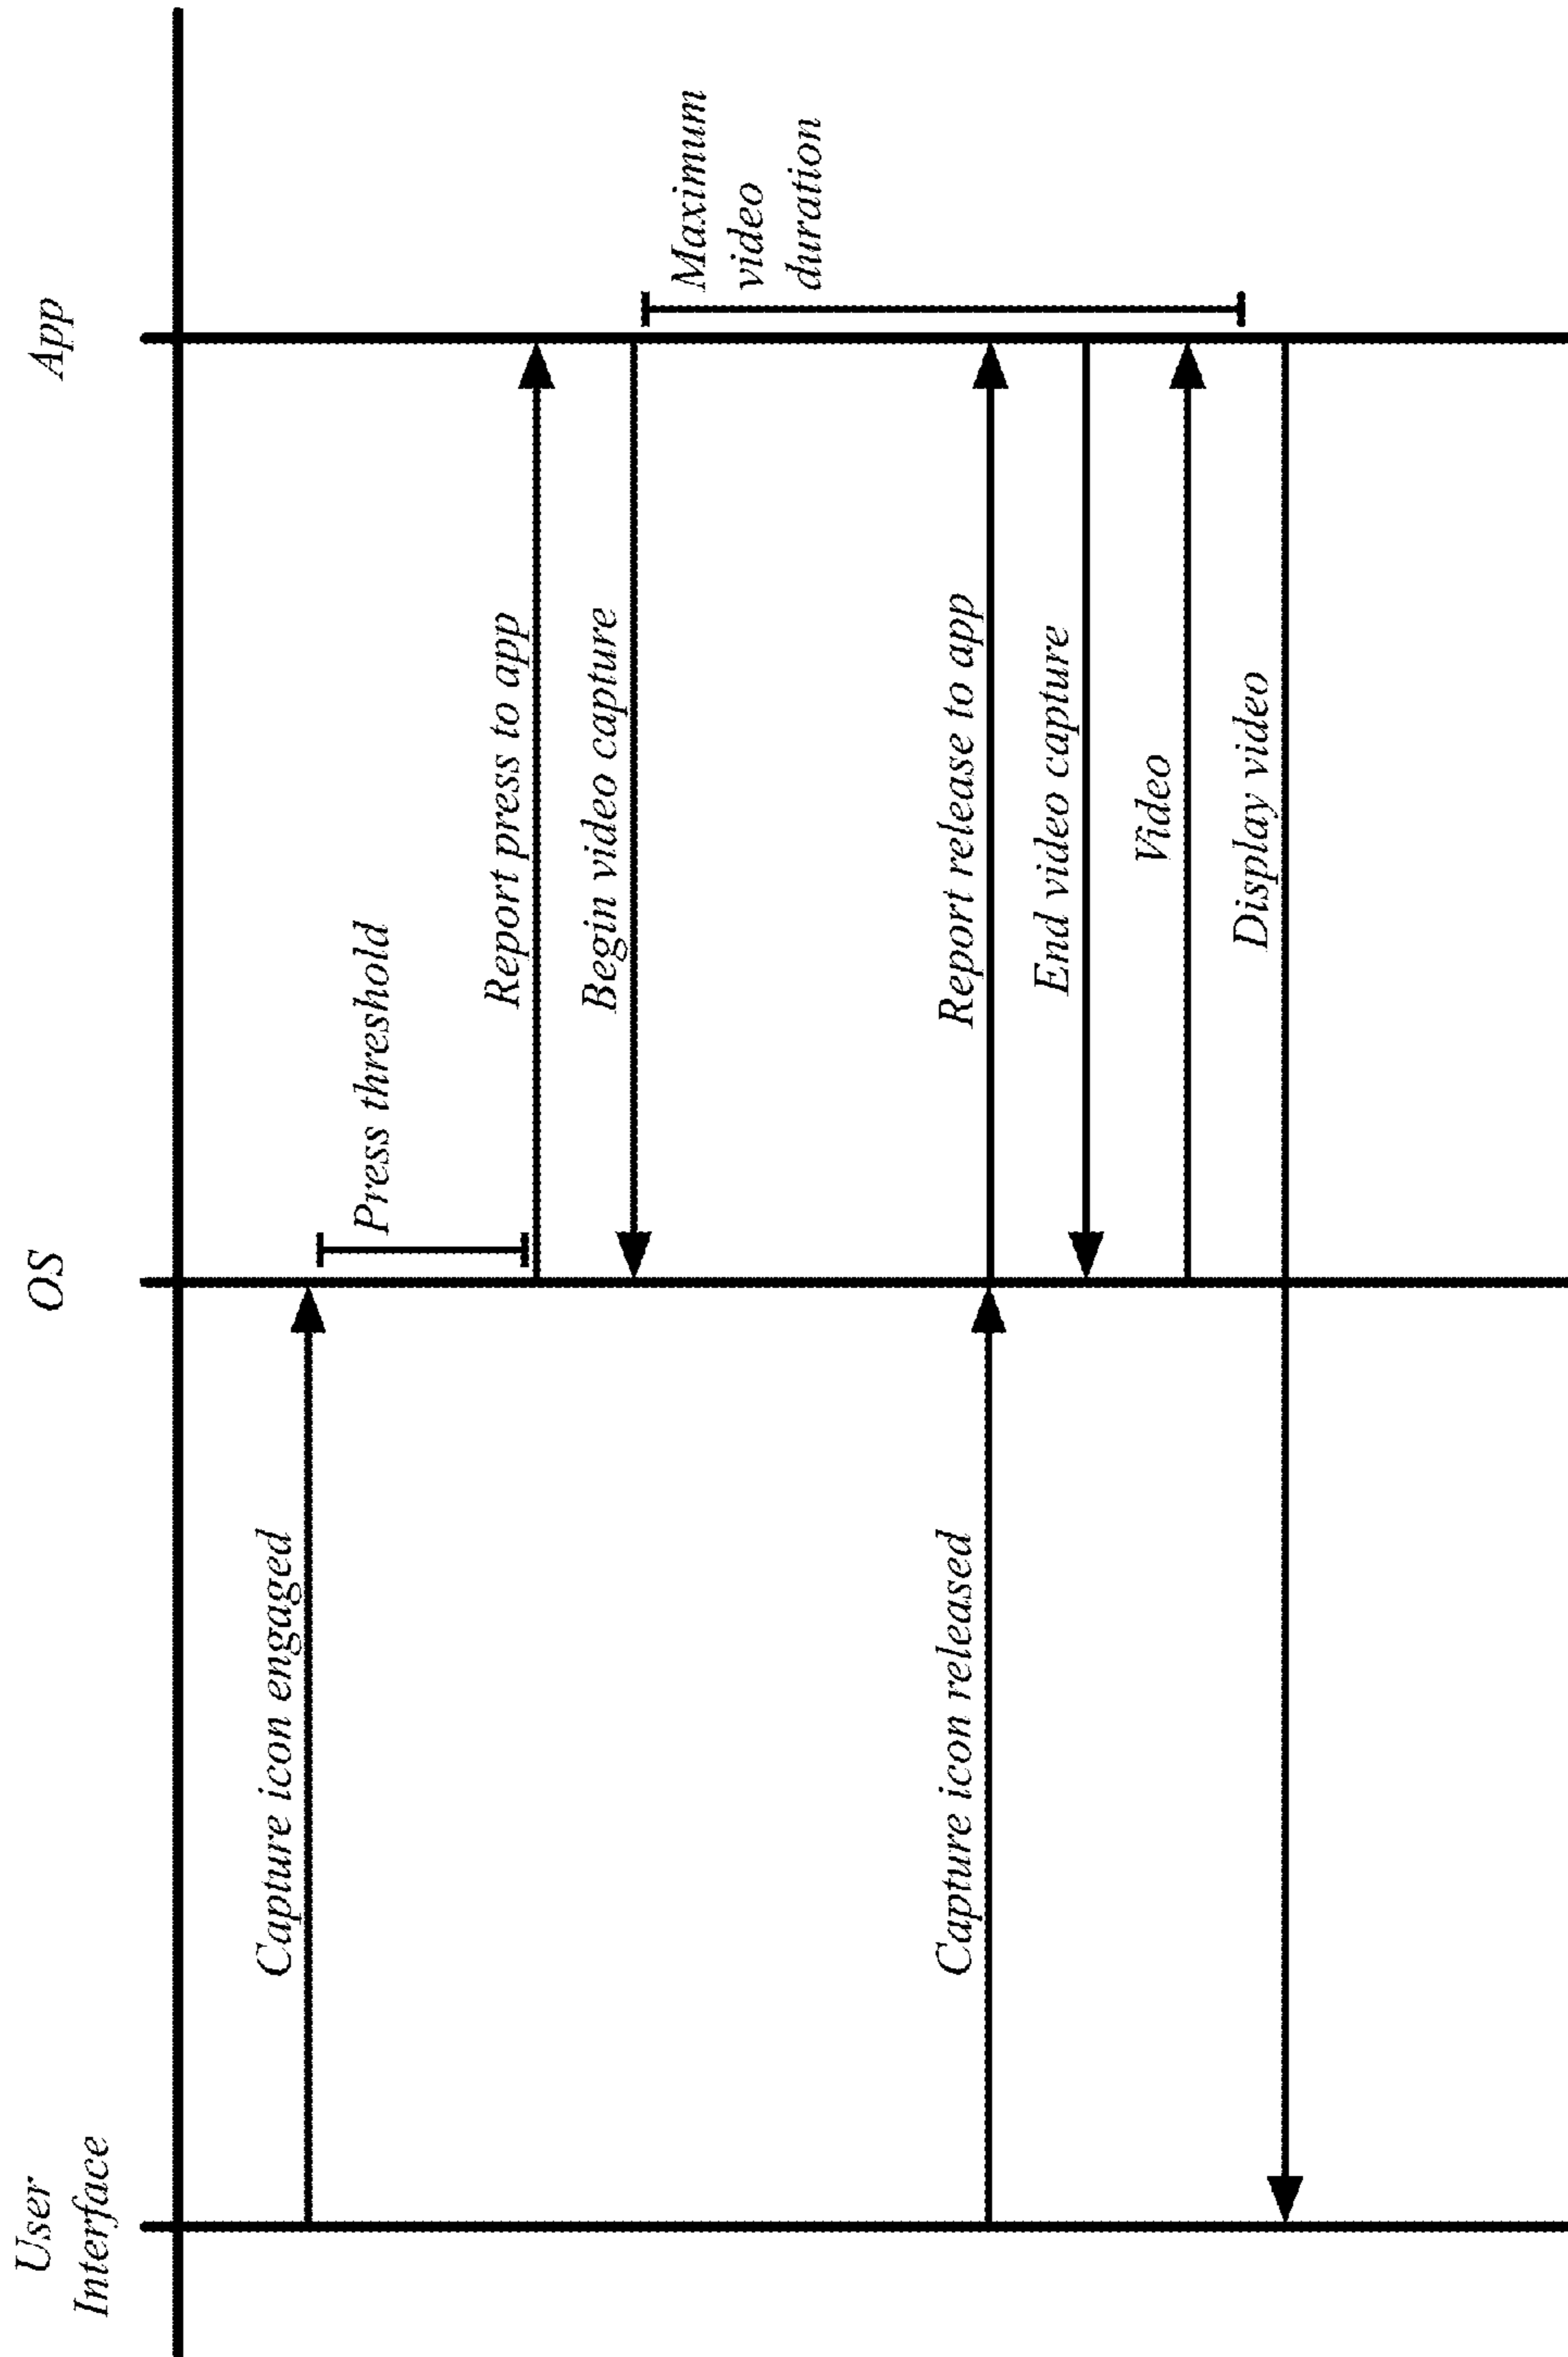 User
Interface
OS
App
Capture icon engaged
Press threshold
Report press to app
Begin video capture
Maximum
video
duration
Capture icon released
Report release to app
End video capture
Video
Display video